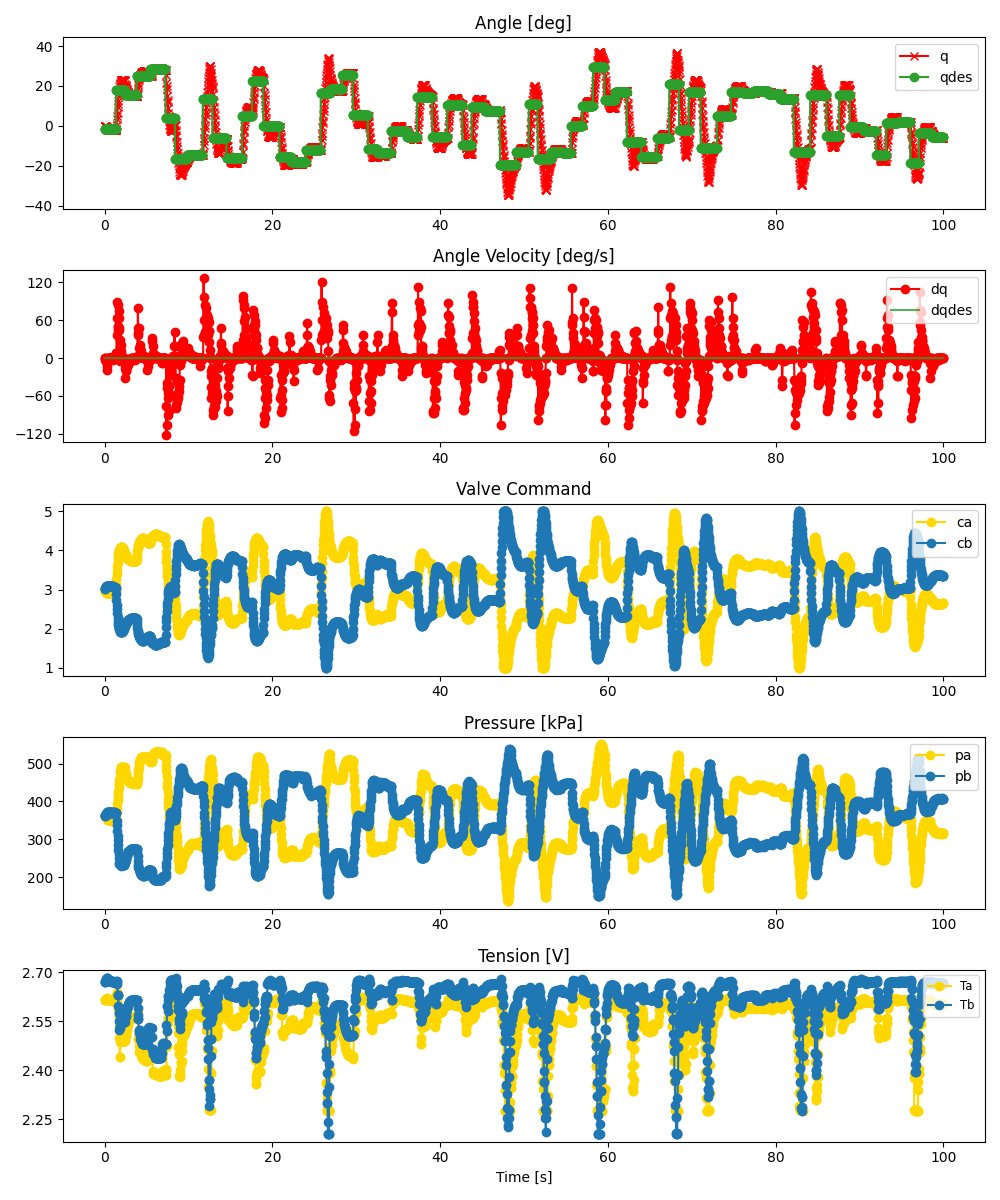 Angle [deg]
40
20
0
−20
−40
q
qdes
0 20 40 60 80 100
Angle Velocity [deg/s]
120
60
0
−60
−120
dq
dqdes
0 20 40 60 80 100
Valve Command
5
4
3
2
1
ca
cb
0 20 40 60 80 100
Pressure [kPa]
500
400
300
200
pa
pb
0 20 40 60 80 100
Tension [V]
2.70
2.55
2.40
2.25
Ta
Tb
0 20 40 60 80 100
Time [s]